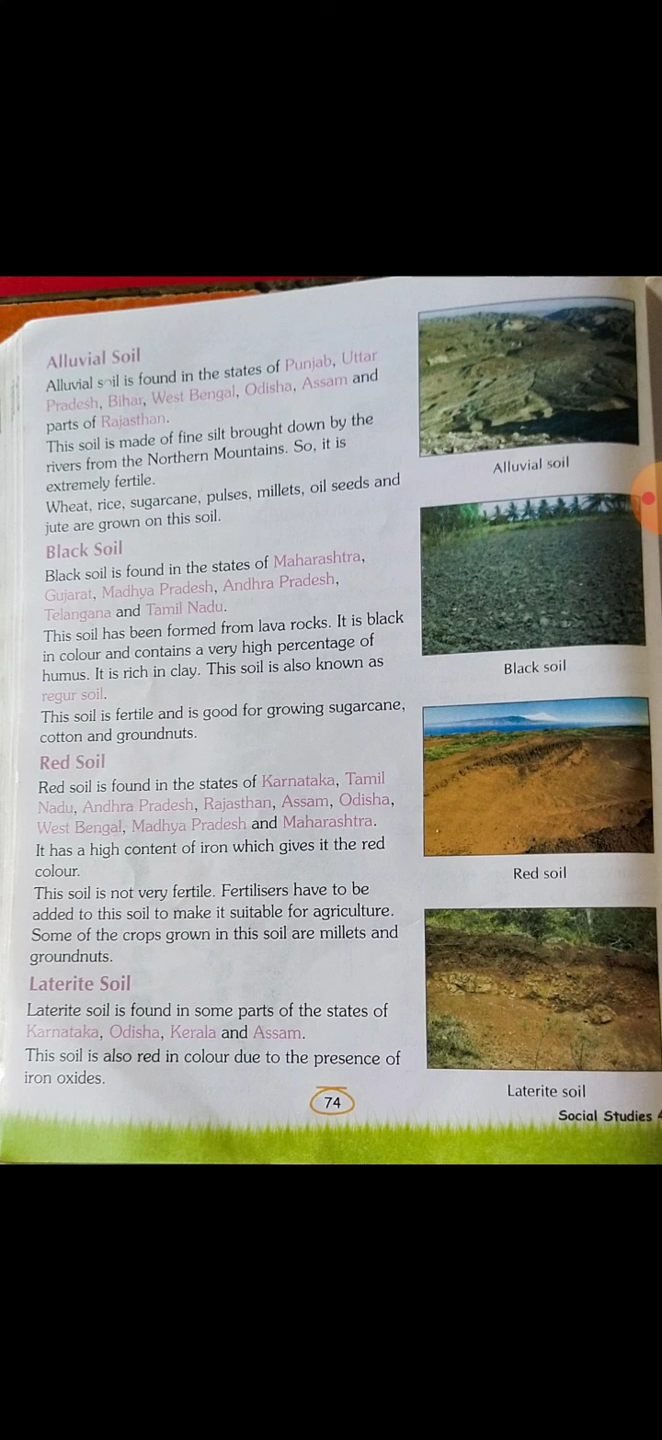 Alluvial Soil
Alluvial soil is found in the states of Punjab, Uttar
Pradesh, Bihar, West Bengal, Odisha, Assam and
parts of Rajasthan.
This soil is made of fine silt brought down by the
rivers from the Northern Mountains. So, it is
extremely fertile.
Wheat, rice, sugarcane, pulses, millets, oil seeds and
jute are grown on this soil.
Alluvial soil
Black Soil
Black soil is found in the states of Maharashtra,
Gujarat, Madhya Pradesh, Andhra Pradesh,
Telangana and Tamil Nadu.
This soil has been formed from lava rocks. It is black
in colour and contains a very high percentage of
humus. It is rich in clay. This soil is also known as
regur soil.
This soil is fertile and is good for growing sugarcane,
cotton and groundnuts.
Black soil
Red Soil
Red soil is found in the states of Karnataka, Tamil
Nadu, Andhra Pradesh, Rajasthan, Assam, Odisha,
West Bengal, Madhya Pradesh and Maharashtra.
It has a high content of iron which gives it the red
colour.
This soil is not very fertile. Fertilisers have to be
added to this soil to make it suitable for agriculture.
Some of the crops grown in this soil are millets and
groundnuts.
Red soil
Laterite Soil
Laterite soil is found in some parts of the states of
Karnataka, Odisha, Kerala and Assam.
This soil is also red in colour due to the presence of
iron oxides.
Laterite soil
74
Social Studies 4